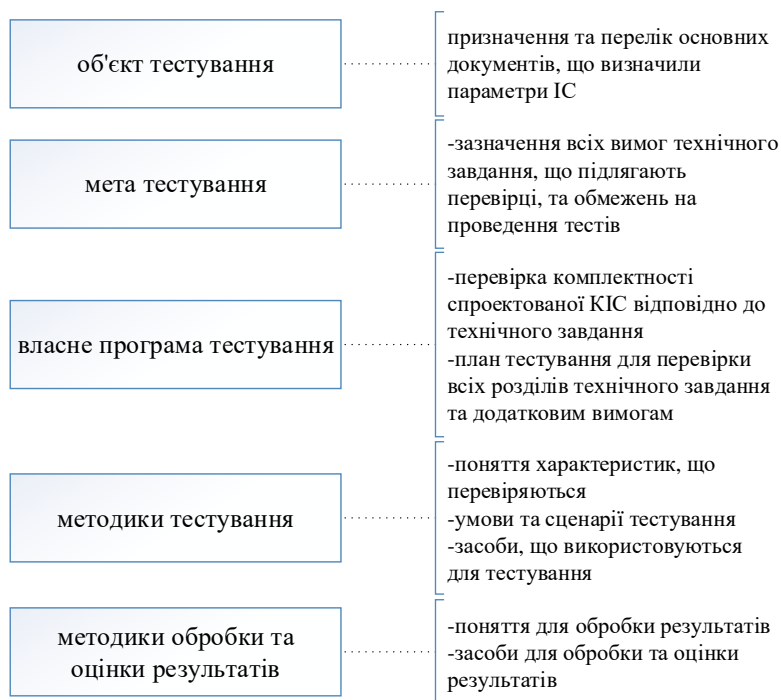 об'єкт тестування
призначення та перелік основних
документів, що визначили
параметри ІС
мета тестування
-зазначення всіх вимог технічного
завдання, що підлягають
перевірці, та обмежень на
проведення тестів
власне програма тестування
-перевірка комплектності
спроектованої КІС відповідно до
технічного завдання
-план тестування для перевірки
всіх розділів технічного завдання
та додатковим вимогам
методики тестування
-поняття характеристик, що
перевіряються
-умови та сценарії тестування
-засоби, що використовуються
для тестування
методики обробки та
оцінки результатів
-поняття для обробки результатів
-засоби для обробки та оцінки
результатів